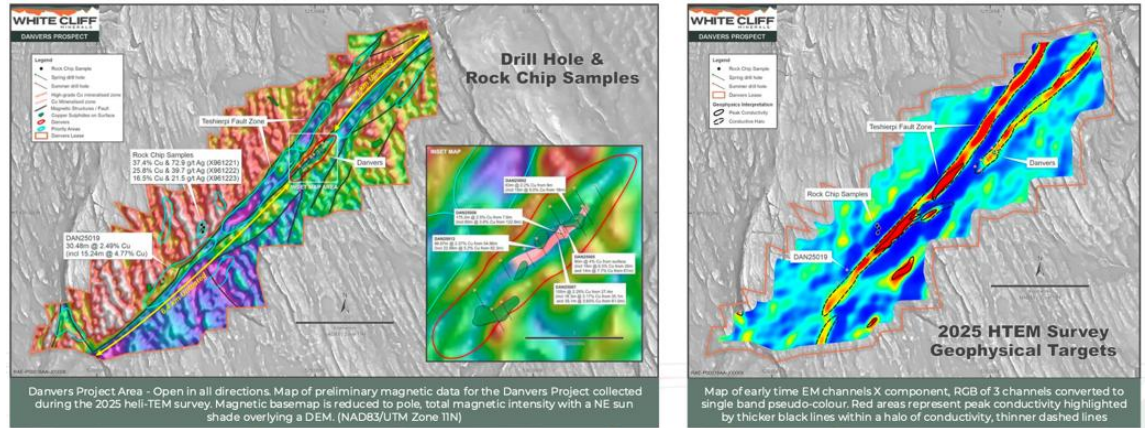 WHITE CLIFF
MINERALS
DANVERS PROSPECT
Legend
Rock Chip Sample
Spring drill hole
Summer drill hole
High grade Cu mineralised zone
Cu Mineralised zone
Magnetic Structures / Fault
Copper Sulphides on Surface
Danvers
Priority Areas
Danvers Lease
Drill Hole &
Rock Chip Samples
Teshierpi Fault Zone
Rock Chip Samples
37.4% Cu & 72.9 g/t Ag (X961221)
25.8% Cu & 39.7 g/t Ag (X961222)
16.5% Cu & 21.5 g/t Ag (X961223)
Danvers
INSET MAP AREA
DAN25019
30.48m @ 2.49% Cu
(incl 15.24m @ 4.77% Cu)
INSET MAP
Danvers Project Area - Open in all directions. Map of preliminary magnetic data for the Danvers Project collected
during the 2025 heli-TEM survey. Magnetic basemap is reduced to pole, total magnetic intensity with a NE sun
shade overlying a DEM. (NAD83/UTM Zone 11N)
WHITE CLIFF
MINERALS
DANVERS PROSPECT
Legend
Rock Chip Sample
Spring drill hole
Summer drill hole
Danvers Lease
Geophysics Interpretation
Peak Conductivity
Conductive Halo
Teshierpi Fault Zone
Danvers
Rock Chip Samples
DAN25019
2025 HTEM Survey
Geophysical Targets
Map of early time EM channels X component, RGB of 3 channels converted to
single band pseudo-colour. Red areas represent peak conductivity highlighted
by thicker black lines within a halo of conductivity, thinner dashed lines